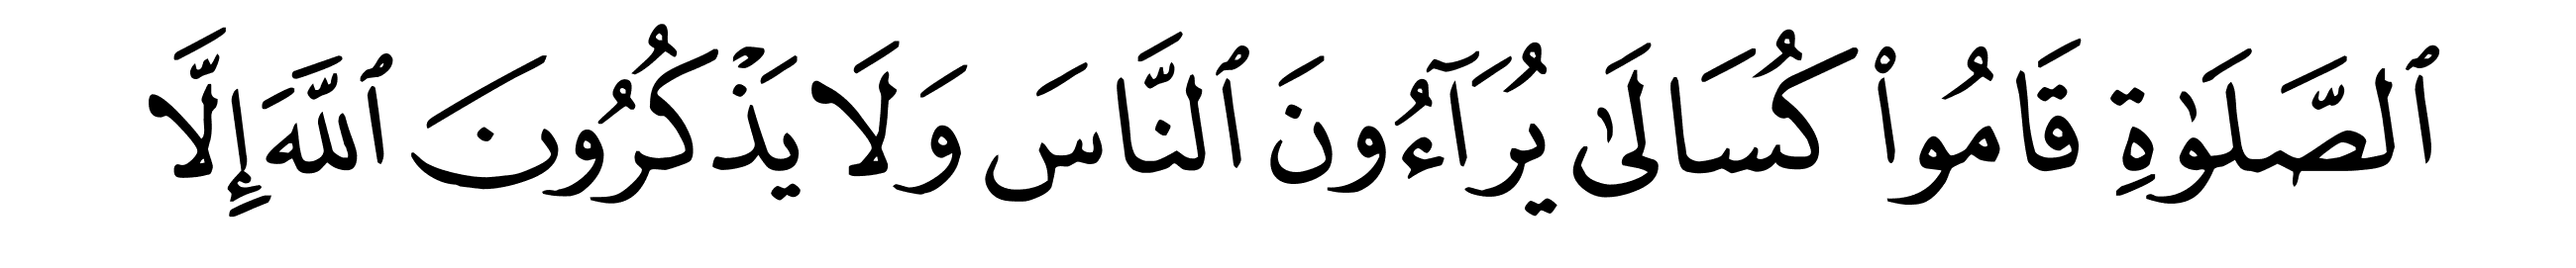 ٱلصَّلَوٰةِ قَامُوا۟ كُسَالَىٰ يُرَآءُونَ ٱلنَّاسَ وَلَا يَذْكُرُونَ ٱللَّهَ إِلَّا